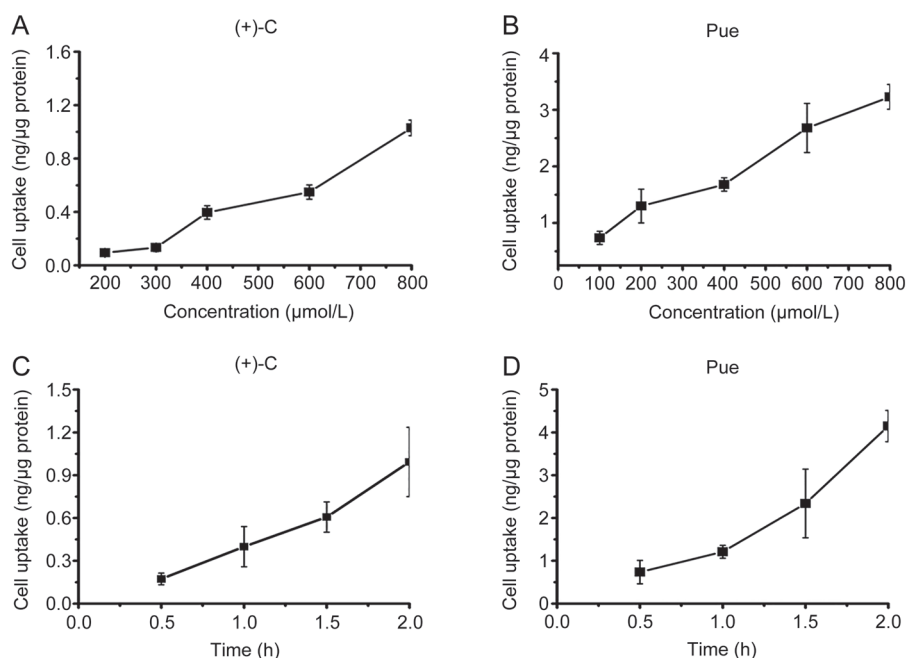 A
(+)-C
Cell uptake (ng/µg protein)
1.6
1.2
0.8
0.4
0.0
200 300 400 500 600 700 800
Concentration (µmol/L)
B
Pue
Cell uptake (ng/µg protein)
4
3
2
1
0 100 200 300 400 500 600 700 800
Concentration (µmol/L)
C
(+)-C
Cell uptake (ng/µg protein)
1.5
1.2
0.9
0.6
0.3
0.0
0.0 0.5 1.0 1.5 2.0
Time (h)
D
Pue
Cell uptake (ng/µg protein)
5
4
3
2
1
0
0.0 0.5 1.0 1.5 2.0
Time (h)